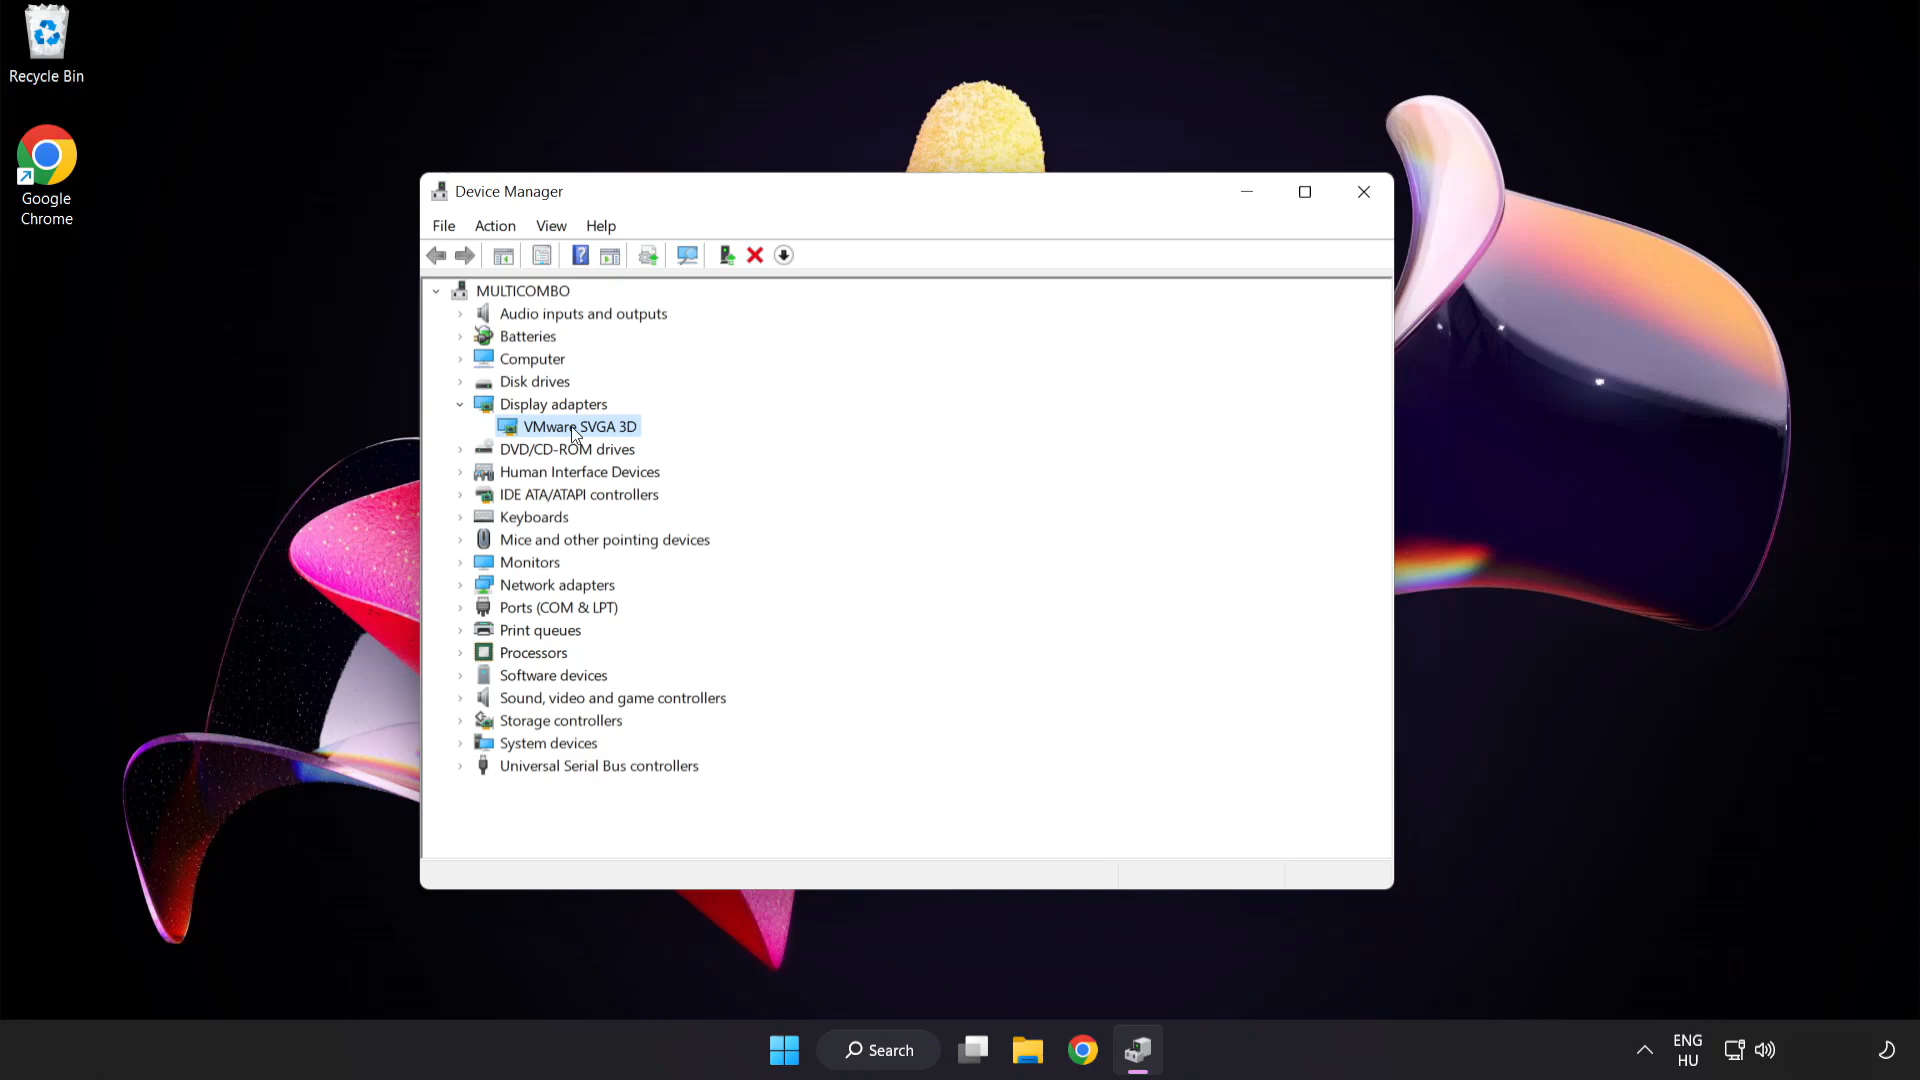 Recycle Bin
Google
Chrome
Device Manager
File Action View Help
MULTICOMBO
Audio inputs and outputs
Batteries
Computer
Disk drives
Display adapters
VMware SVGA 3D
DVD/CD-ROM drives
Human Interface Devices
IDE ATA/ATAPI controllers
Keyboards
Mice and other pointing devices
Monitors
Network adapters
Ports (COM & LPT)
Print queues
Processors
Software devices
Sound, video and game controllers
Storage controllers
System devices
Universal Serial Bus controllers
Search
ENG
HU